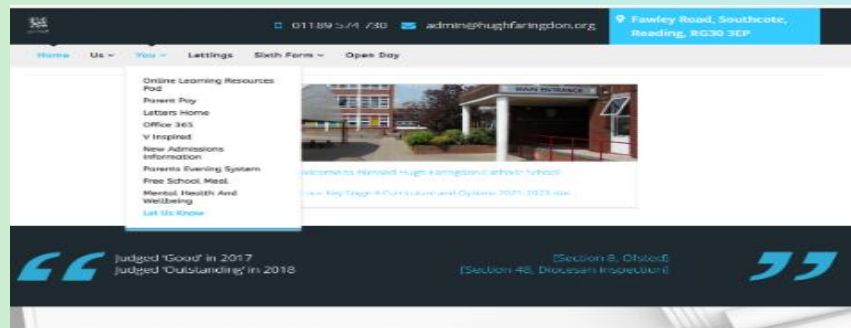 01189 574 730 admin@hughfaringdon.org
Fawley Road, Southcote,
Reading, RG30 3EP
Home Us You Lettings Sixth Form Open Day
Online Learning Resources
Pod
Parent Pay
Letters Home
Office 365
V Inspired
New Admissions
Information
Parents Evening System
Free School Meal
Mental Health And
Wellbeing
Let Us Know
MAIN ENTRANCE
Welcome to Blessed Hugh Faringdon Catholic School
our Key Stage 4 Curriculum and Options 2021-2023 site
Judged 'Good' in 2017 [Section 8, Ofsted]
Judged 'Outstanding' in 2018 [Section 48, Diocesan Inspection]